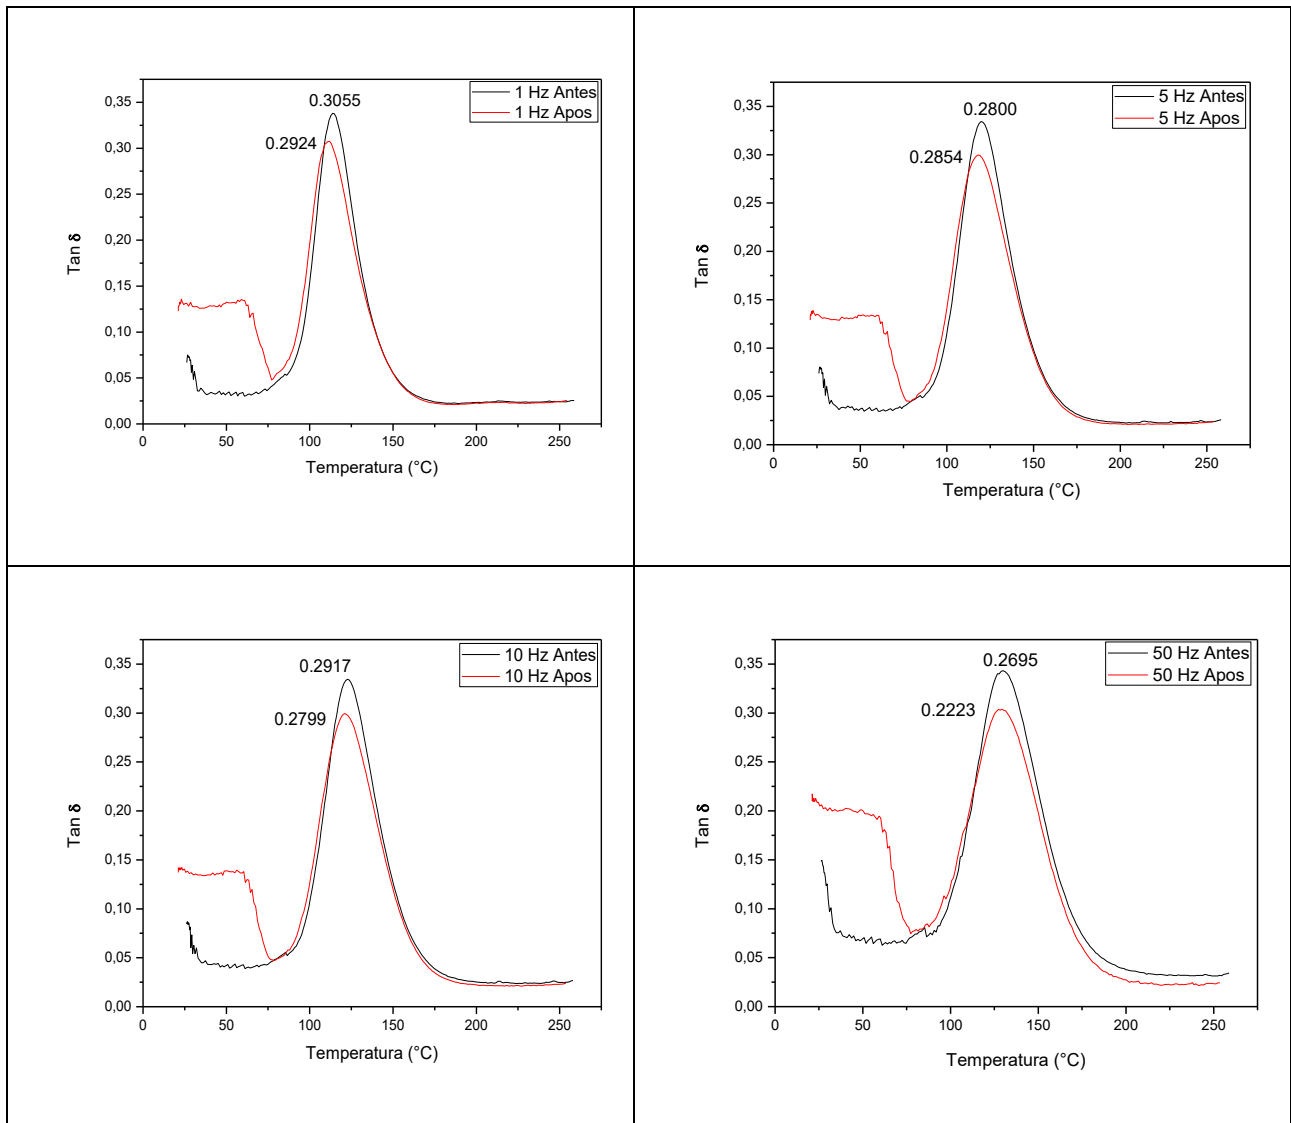 1 Hz Antes
1 Hz Apos
0.3055
0.2924
0,35
0,30
0,25
0,20
0,15
0,10
0,05
0,00
Tan δ
0 50 100 150 200 250
Temperatura (°C)
5 Hz Antes
5 Hz Apos
0.2800
0.2854
0,35
0,30
0,25
0,20
0,15
0,10
0,05
0,00
Tan δ
0 50 100 150 200 250
Temperatura (°C)
10 Hz Antes
10 Hz Apos
0.2917
0.2799
0,35
0,30
0,25
0,20
0,15
0,10
0,05
0,00
Tan δ
0 50 100 150 200 250
Temperatura (°C)
50 Hz Antes
50 Hz Apos
0.2695
0.2223
0,35
0,30
0,25
0,20
0,15
0,10
0,05
0,00
Tan δ
0 50 100 150 200 250
Temperatura (°C)